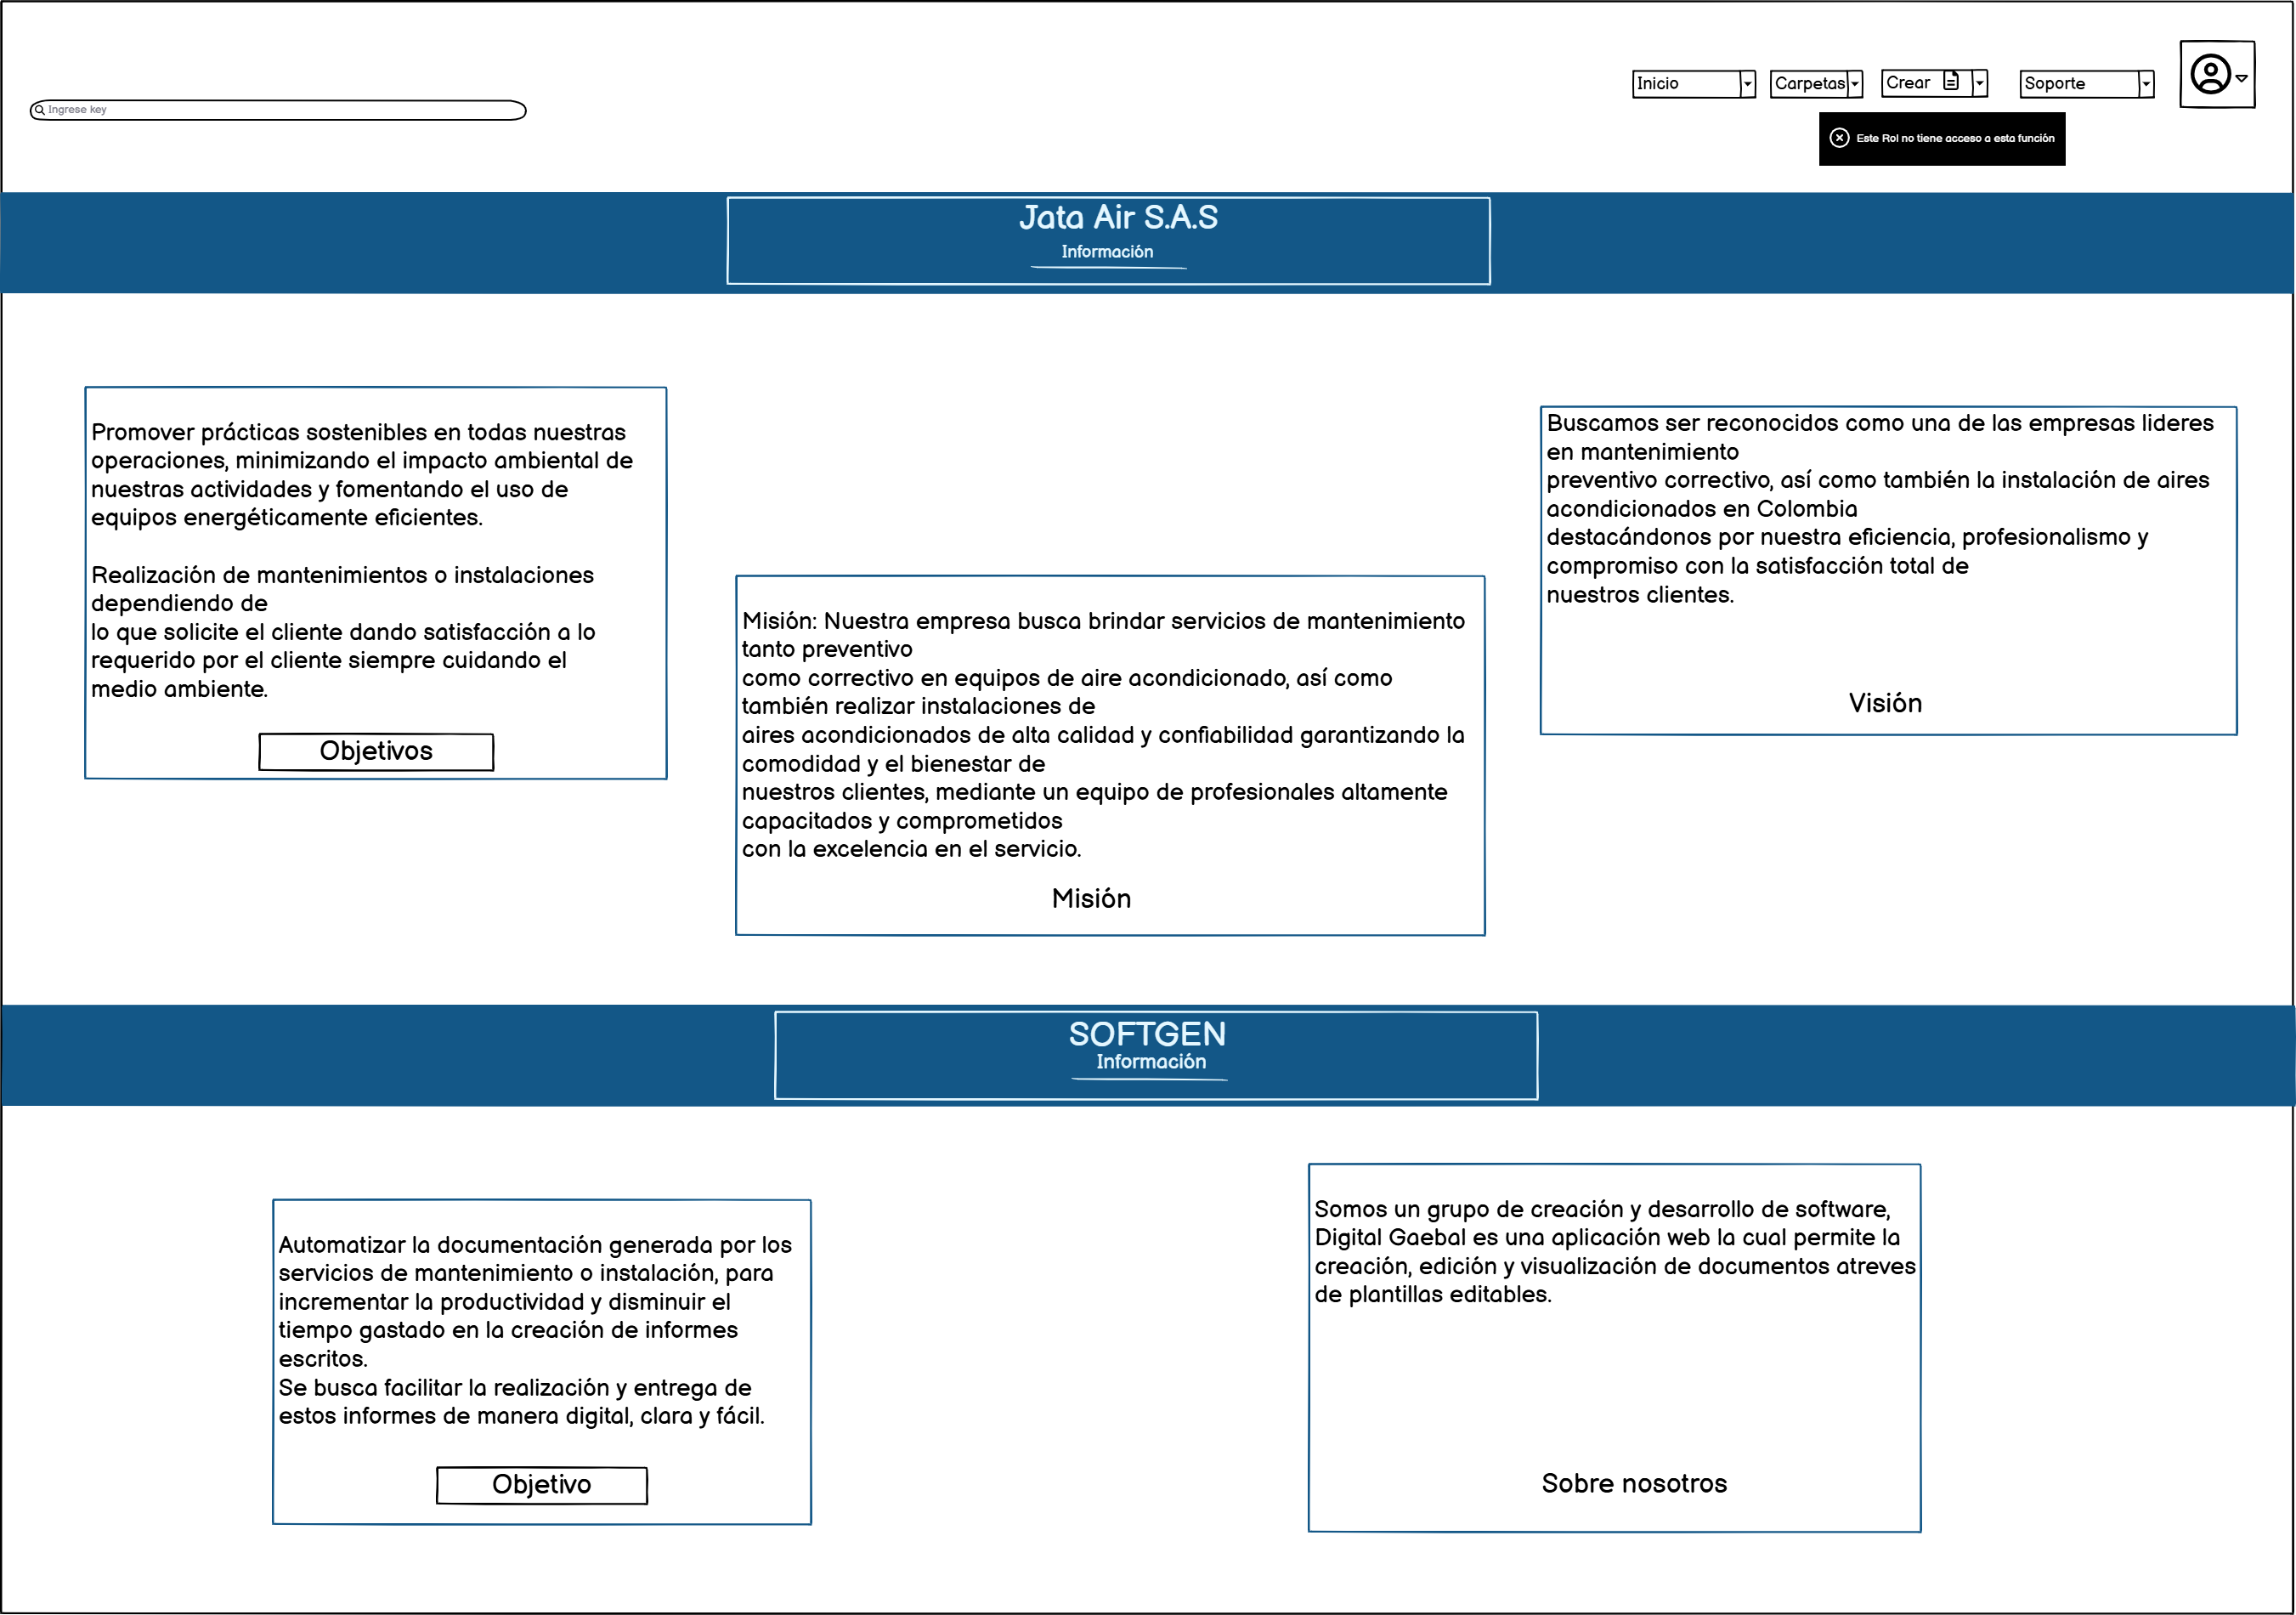 Ingrese key
Inicio
Carpetas
Crear
Soporte
Este Rol no tiene acceso a esta función
Jata Air S.A.S
Información
Promover prácticas sostenibles en todas nuestras
operaciones, minimizando el impacto ambiental de
nuestras actividades y fomentando el uso de
equipos energéticamente eficientes.
Realización de mantenimientos o instalaciones
dependiendo de
lo que solicite el cliente dando satisfacción a lo
requerido por el cliente siempre cuidando el
medio ambiente.
Objetivos
Misión: Nuestra empresa busca brindar servicios de mantenimiento
tanto preventivo
como correctivo en equipos de aire acondicionado, así como
también realizar instalaciones de
aires acondicionados de alta calidad y confiabilidad garantizando la
comodidad y el bienestar de
nuestros clientes, mediante un equipo de profesionales altamente
capacitados y comprometidos
con la excelencia en el servicio.
Misión
Buscamos ser reconocidos como una de las empresas lideres
en mantenimiento
preventivo correctivo, así como también la instalación de aires
acondicionados en Colombia
destacándonos por nuestra eficiencia, profesionalismo y
compromiso con la satisfacción total de
nuestros clientes.
Visión
SOFTGEN
Información
Automatizar la documentación generada por los
servicios de mantenimiento o instalación, para
incrementar la productividad y disminuir el
tiempo gastado en la creación de informes
escritos.
Se busca facilitar la realización y entrega de
estos informes de manera digital, clara y fácil.
Objetivo
Somos un grupo de creación y desarrollo de software,
Digital Gaebal es una aplicación web la cual permite la
creación, edición y visualización de documentos atreves
de plantillas editables.
Sobre nosotros